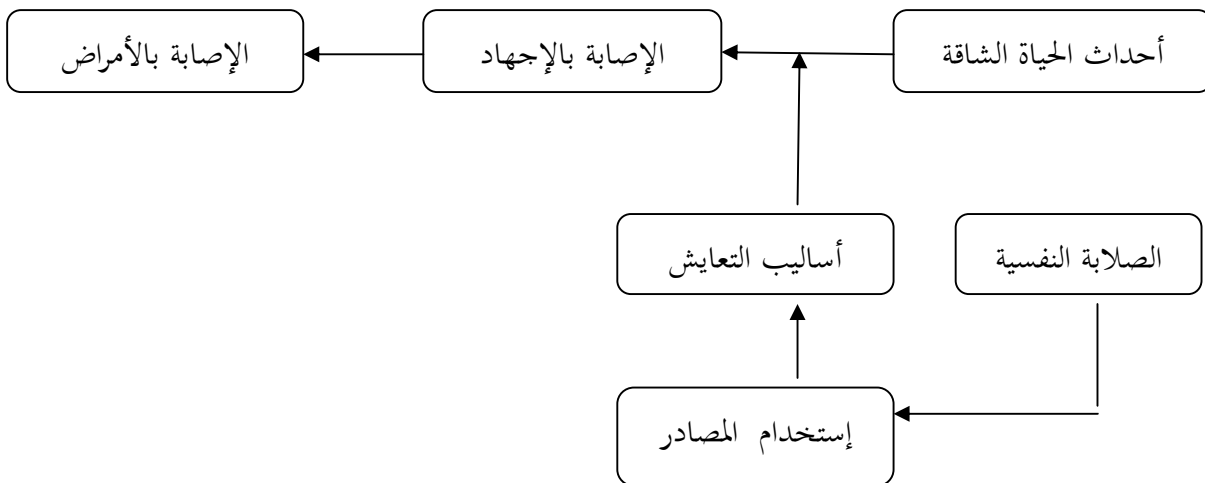 أحداث الحياة الشاقة
الإصابة بالإجهاد
الإصابة بالأمراض
الصلابة النفسية
أساليب التعايش
إستخدام المصادر